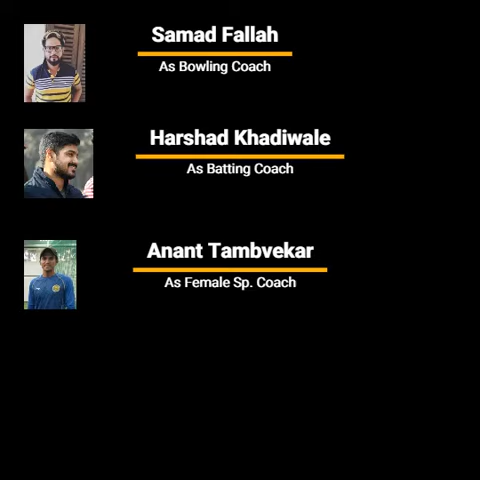 Samad Fallah
As Bowling Coach
Harshad Khadiwale
As Batting Coach
Anant Tambvekar
As Female Sp. Coach